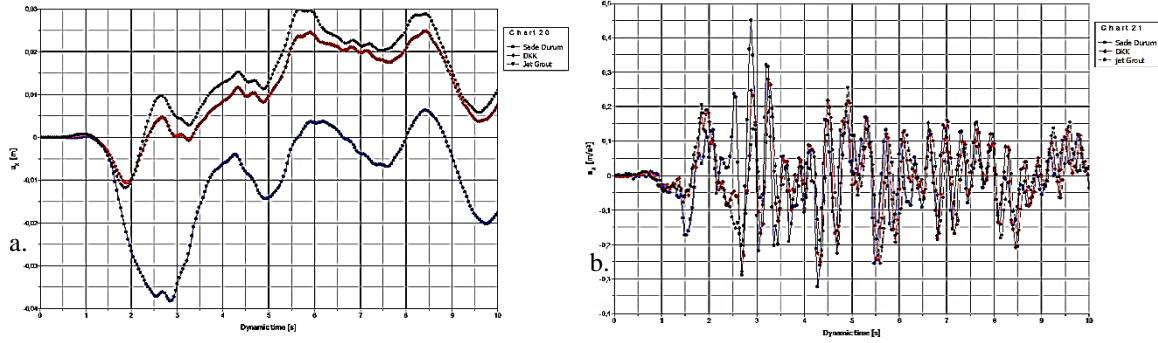 0,03
0,02
0,01
0
-0,01
-0,02
-0,03
-0,04
0 1 2 3 4 5 6 7 8 9 10
Dynamic time [s]
uₓ [m]
Chart 20
Sade Durum
DKK
Jet Grout
a.
0,5
0,4
0,3
0,2
0,1
0
-0,1
-0,2
-0,3
-0,4
0 1 2 3 4 5 6 7 8 9 10
Dynamic time [s]
aₓ [m/s²]
Chart 21
Sade Durum
DKK
jet Grout
b.